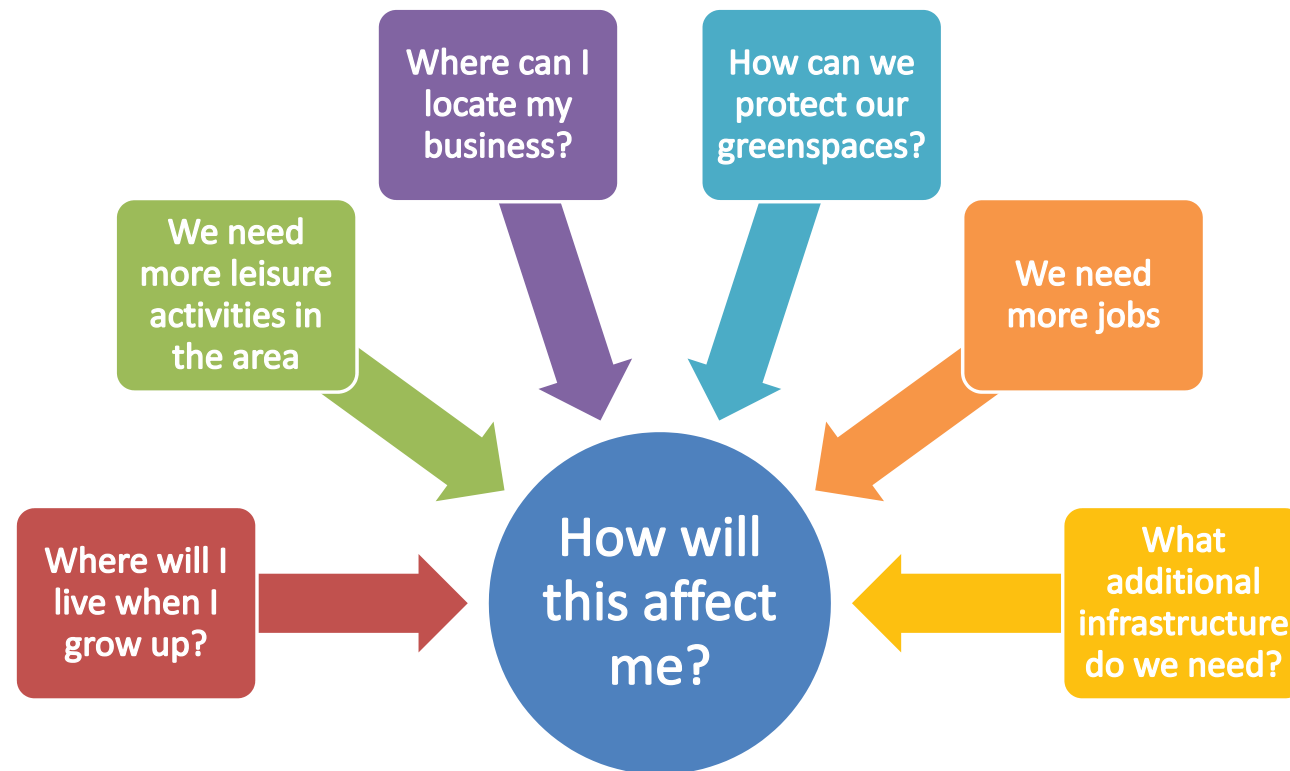 Where can I
locate my
business?
How can we
protect our
greenspaces?
We need
more leisure
activities in
the area
We need
more jobs
Where will I
live when I
grow up?
How will
this affect
me?
What
additional
infrastructure
do we need?